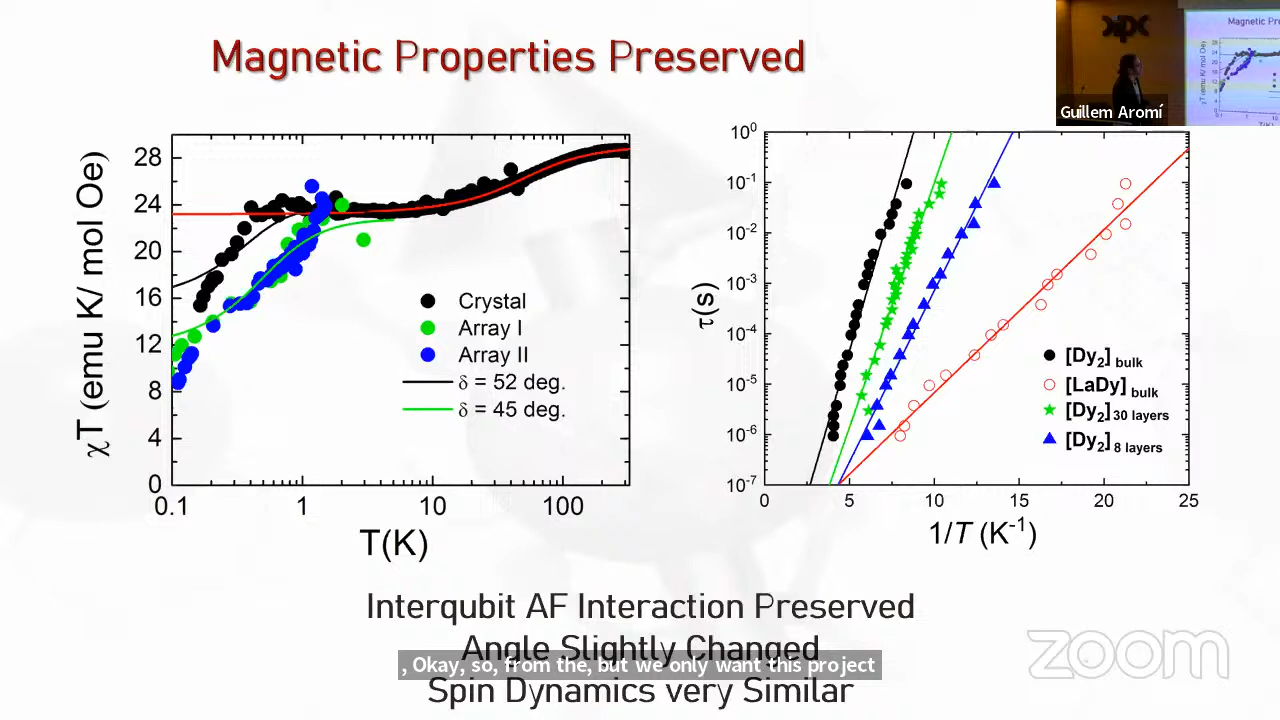 Magnetic Properties Preserved
Magnetic Pre
Guillem Aromí
χT (emu K/ mol Oe)
28
24
20
16
12
8
4
0
0.1
1
10
100
T(K)
Crystal
Array I
Array II
δ = 52 deg.
δ = 45 deg.
τ(s)
10⁰
10⁻¹
10⁻²
10⁻³
10⁻⁴
10⁻⁵
10⁻⁶
10⁻⁷
0
5
10
15
20
25
1/T (K⁻¹)
[Dy₂] bulk
[LaDy] bulk
[Dy₂] 30 layers
[Dy₂] 8 layers
Interqubit AF Interaction Preserved
Angle Slightly Changed
, Okay, so, from the, but we only want this project
Spin Dynamics very Similar
zoom